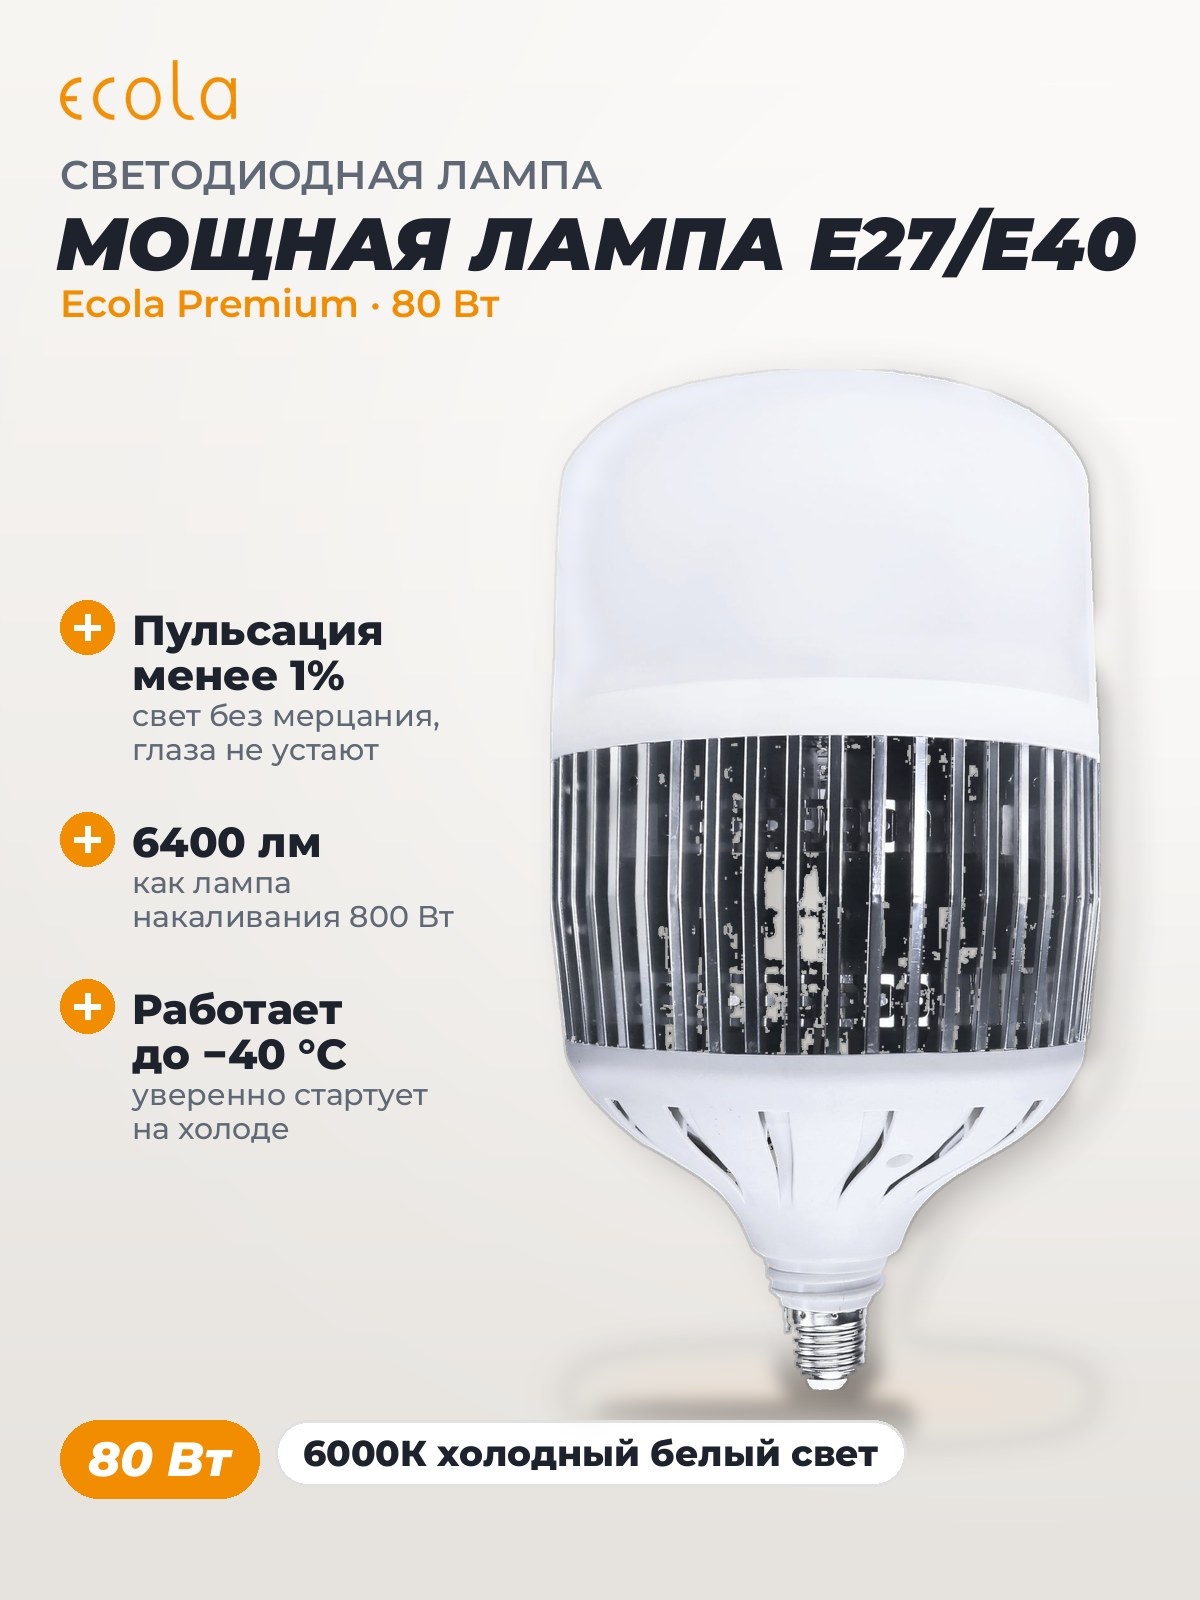 ecola
СВЕТОДИОДНАЯ ЛАМПА
МОЩНАЯ ЛАМПА E27/E40
Ecola Premium · 80 Вт
Пульсация
менее 1%
свет без мерцания,
глаза не устают
6400 лм
как лампа
накаливания 800 Вт
Работает
до −40 °C
уверенно стартует
на холоде
80 Вт
6000К холодный белый свет